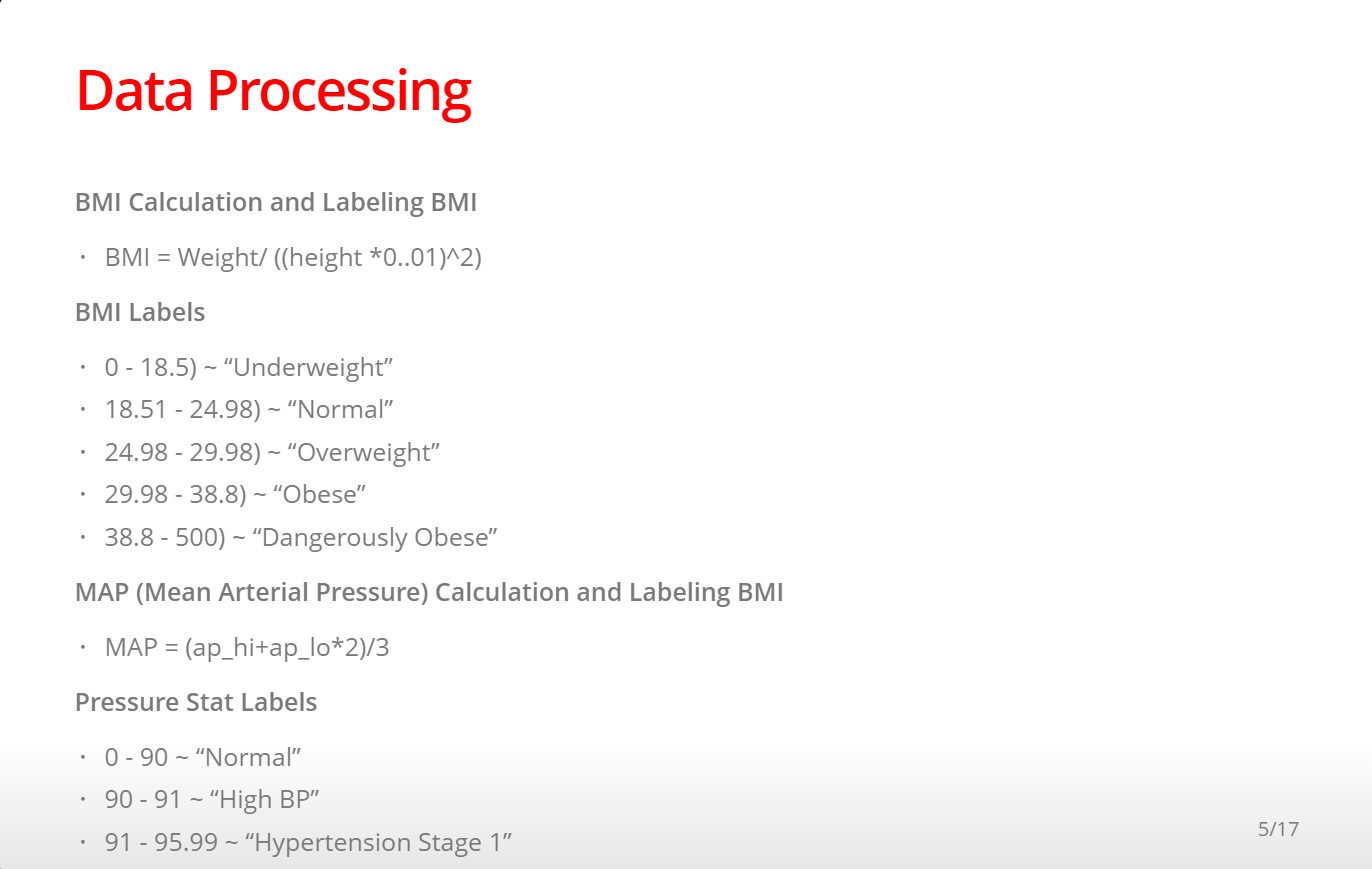 Data Processing
BMI Calculation and Labeling BMI
· BMI = Weight/ ((height *0..01)^2)
BMI Labels
· 0 - 18.5) ~ “Underweight”
· 18.51 - 24.98) ~ “Normal”
· 24.98 - 29.98) ~ “Overweight”
· 29.98 - 38.8) ~ “Obese”
· 38.8 - 500) ~ “Dangerously Obese”
MAP (Mean Arterial Pressure) Calculation and Labeling BMI
· MAP = (ap_hi+ap_lo*2)/3
Pressure Stat Labels
· 0 - 90 ~ “Normal”
· 90 - 91 ~ “High BP”
· 91 - 95.99 ~ “Hypertension Stage 1”
5/17